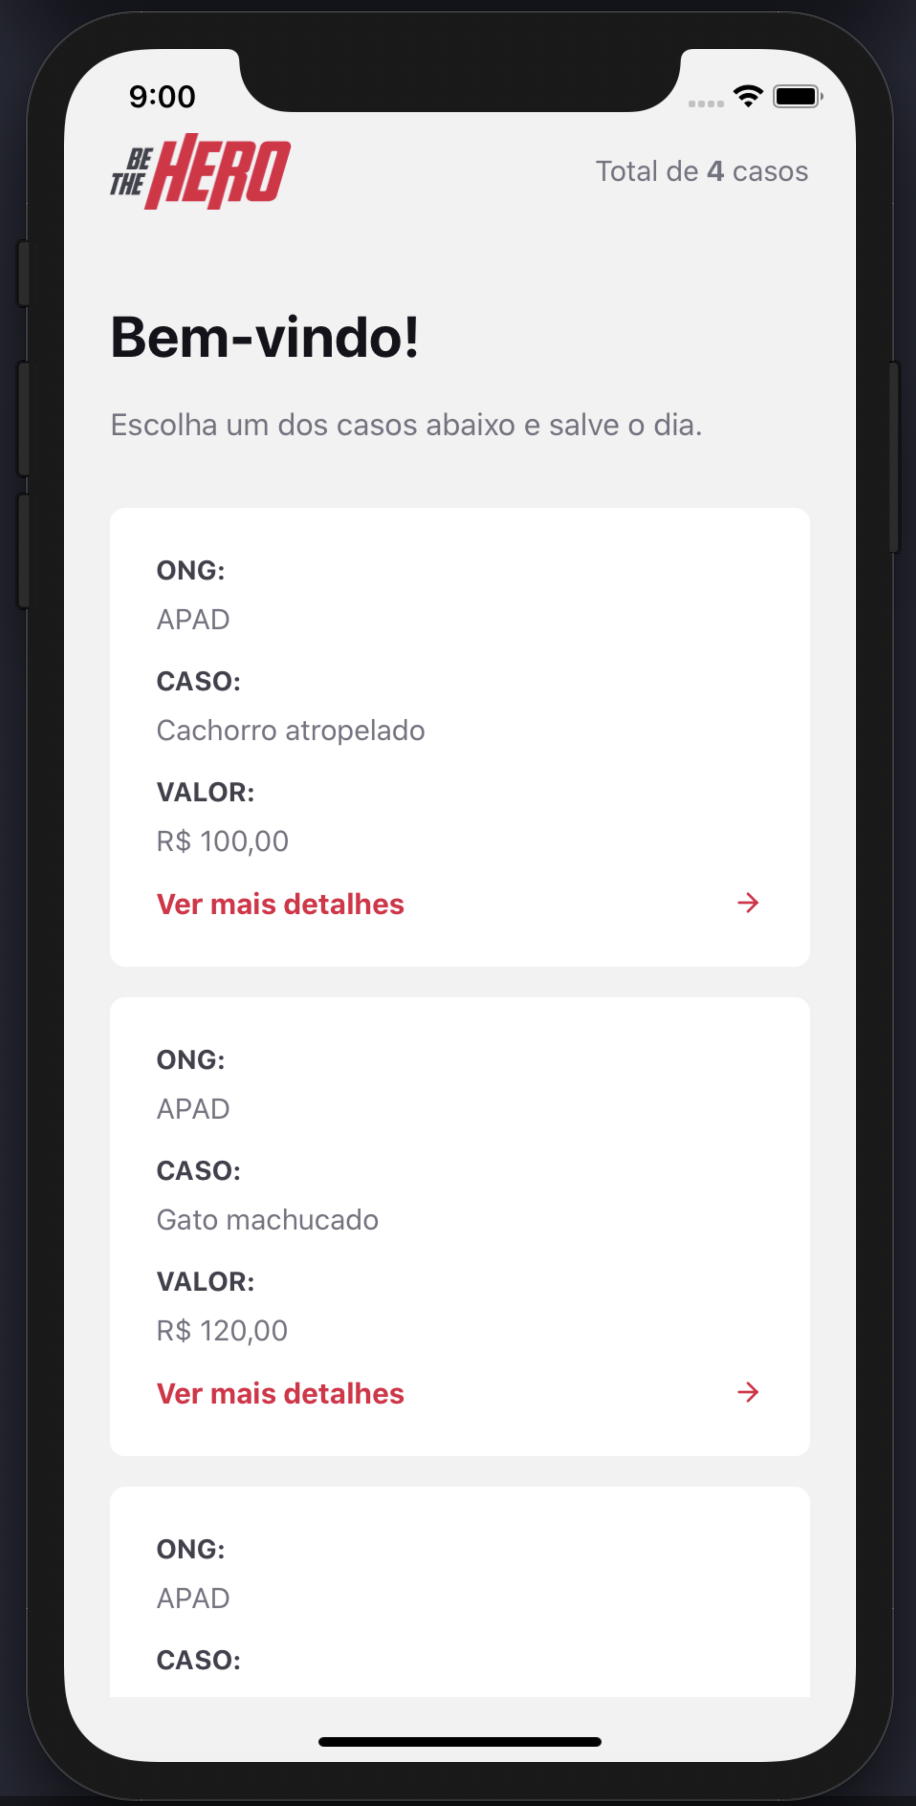 9:00
BE THE HERO
Total de 4 casos
Bem-vindo!
Escolha um dos casos abaixo e salve o dia.
ONG:
APAD
CASO:
Cachorro atropelado
VALOR:
R$ 100,00
Ver mais detalhes
ONG:
APAD
CASO:
Gato machucado
VALOR:
R$ 120,00
Ver mais detalhes
ONG:
APAD
CASO: